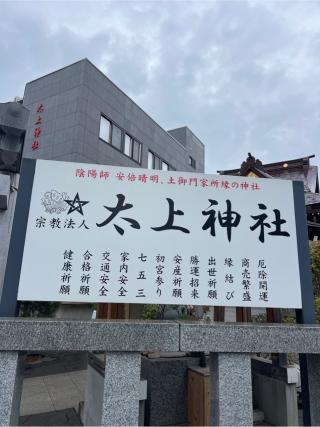 太上神社
陰陽師 安倍晴明、土御門家所縁の神社
宗教法人
太上神社
厄除開運
商売繁盛
縁結び
出世祈願
勝運招来
安産祈願
初宮参り
七五三
家内安全
交通安全
合格祈願
健康祈願